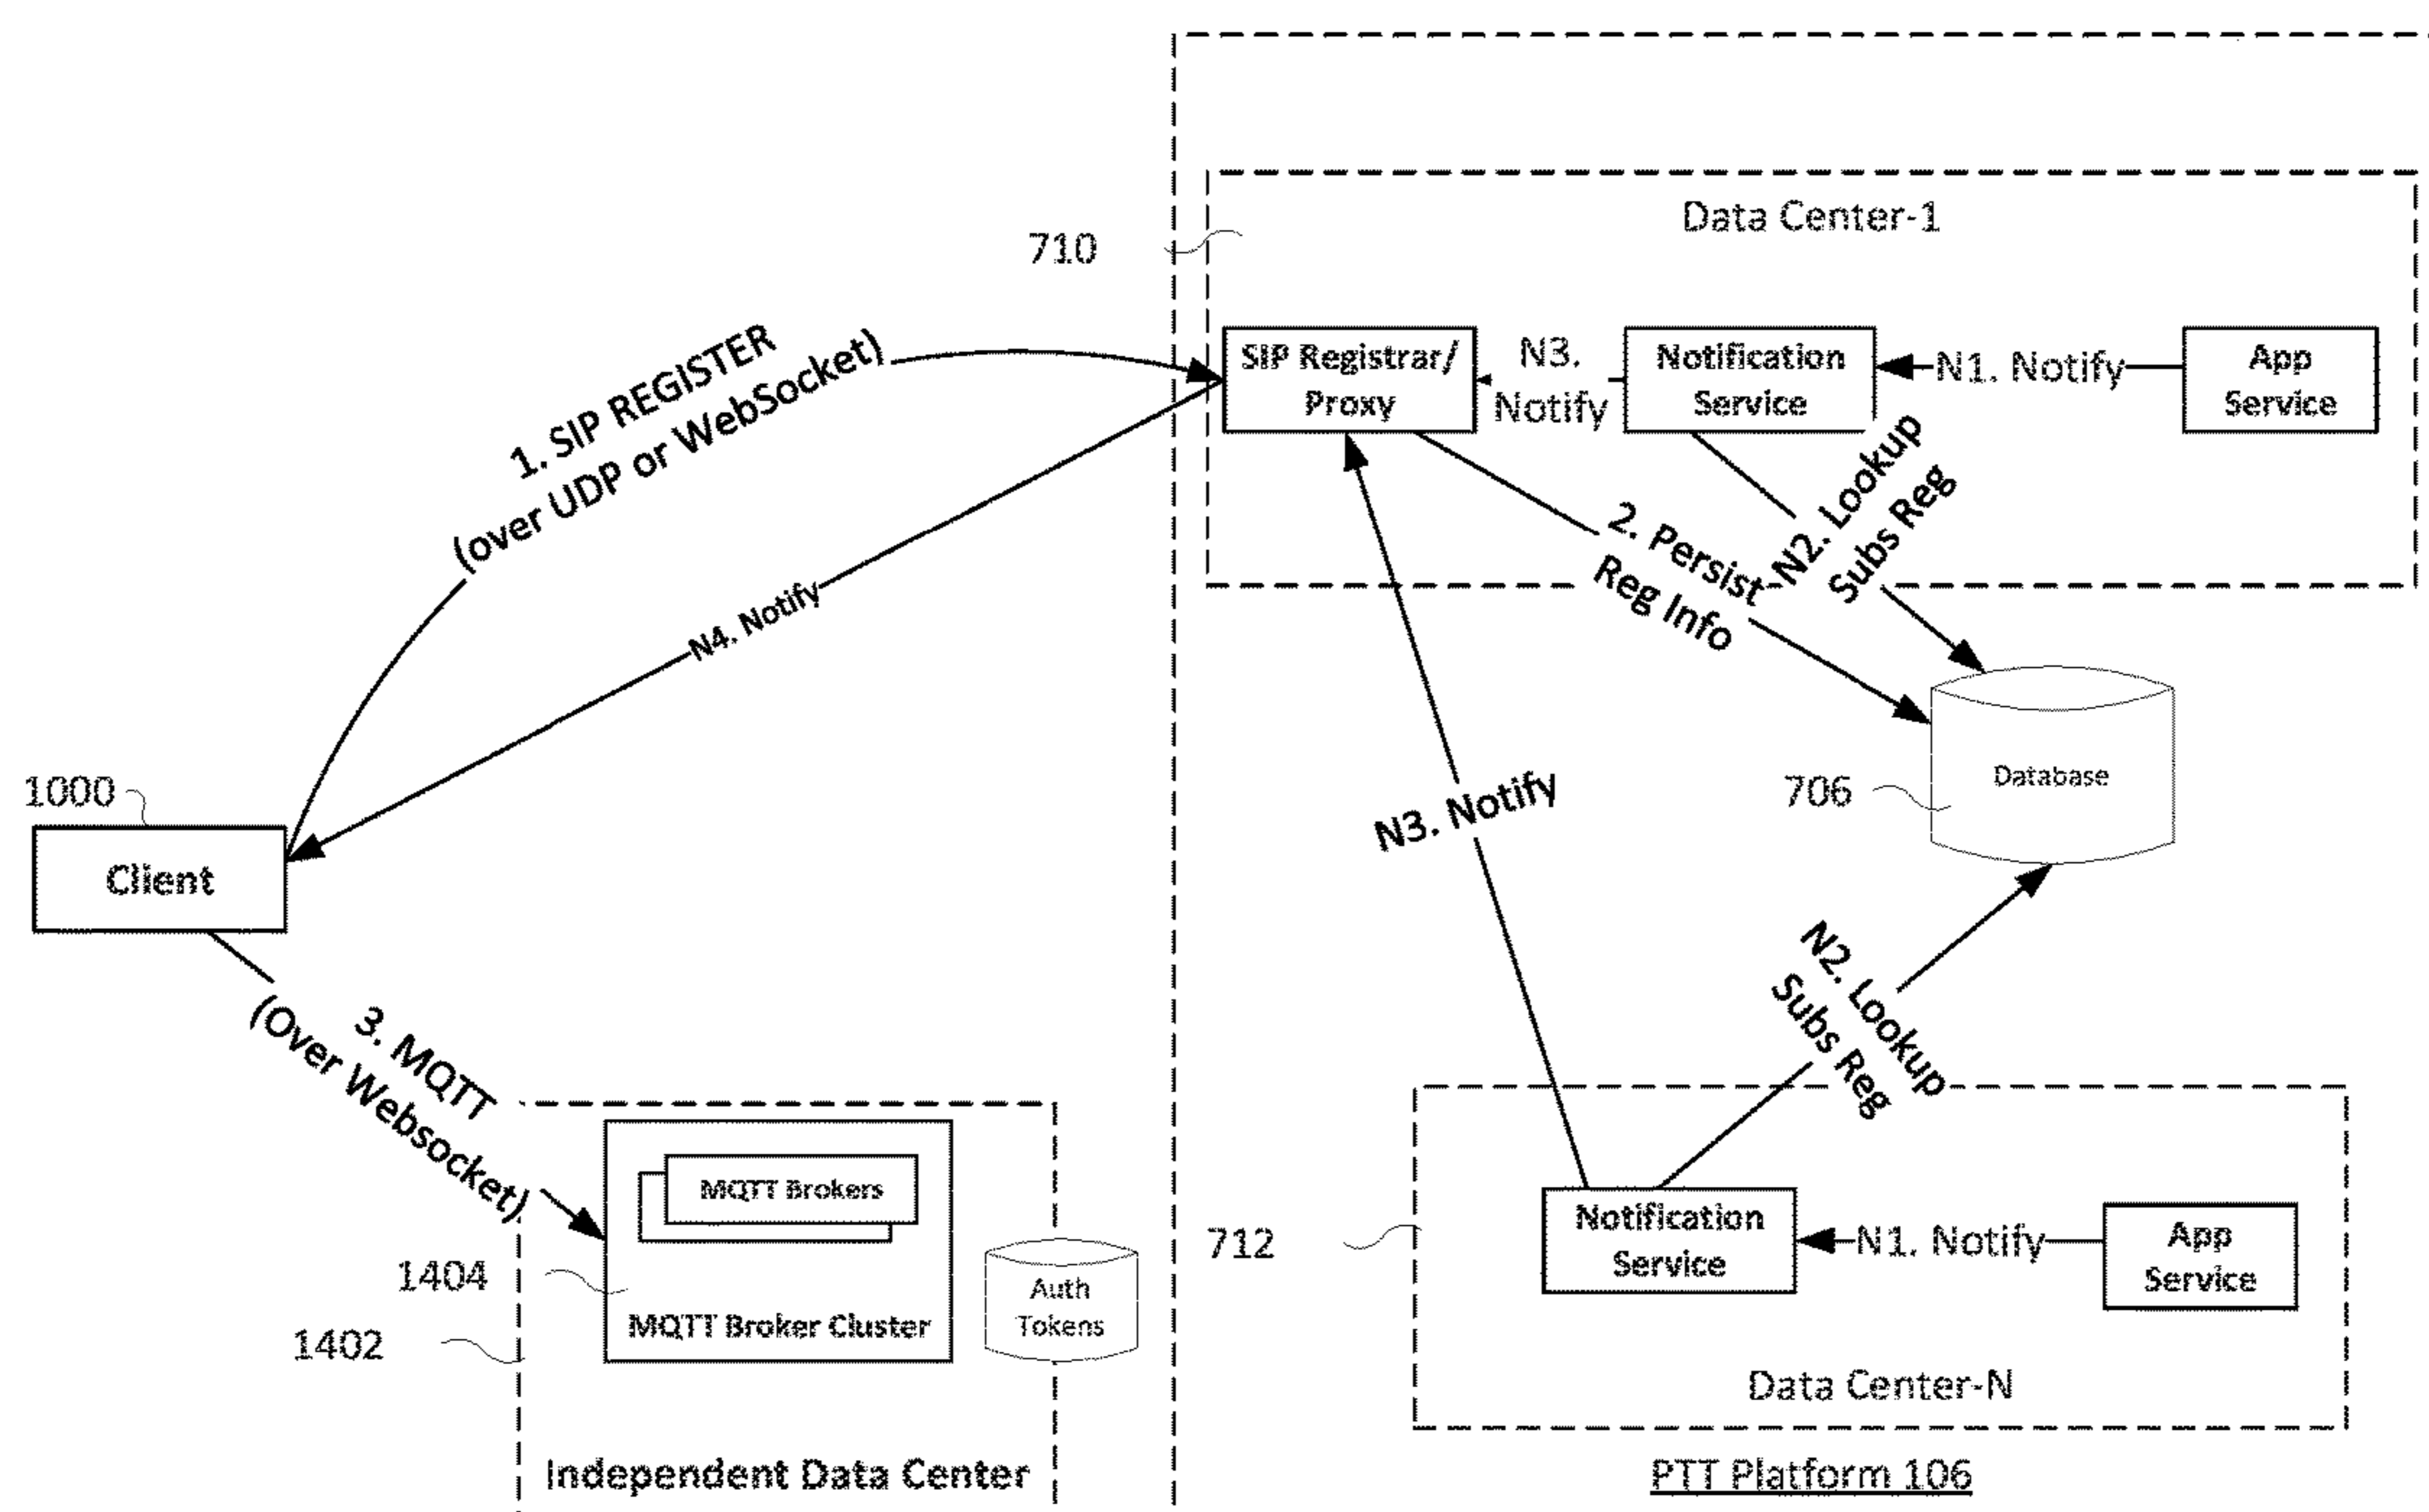 Data Center-1
710
SIP Registrar/
Proxy
N3.
Notify
Notification
Service
N1. Notify
App
Service
1. SIP REGISTER
(over UDP or WebSocket)
N4. Notify
2. Persist
Reg Info
N2. Lookup
Subs Reg
Database
706
1000
Client
N3. Notify
N2. Lookup
Subs Reg
3. MQTT
(Over Websocket)
MQTT Brokers
MQTT Broker Cluster
1404
1402
Auth
Tokens
Independent Data Center
712
Notification
Service
N1. Notify
App
Service
Data Center-N
PTT Platform 106